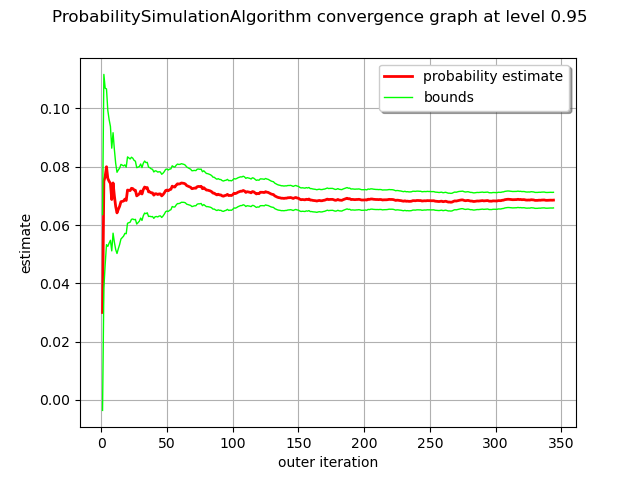 ProbabilitySimulationAlgorithm convergence graph at level 0.95
probability estimate
bounds
0.10
0.08
0.06
0.04
0.02
0.00
estimate
0 50 100 150 200 250 300 350
outer iteration